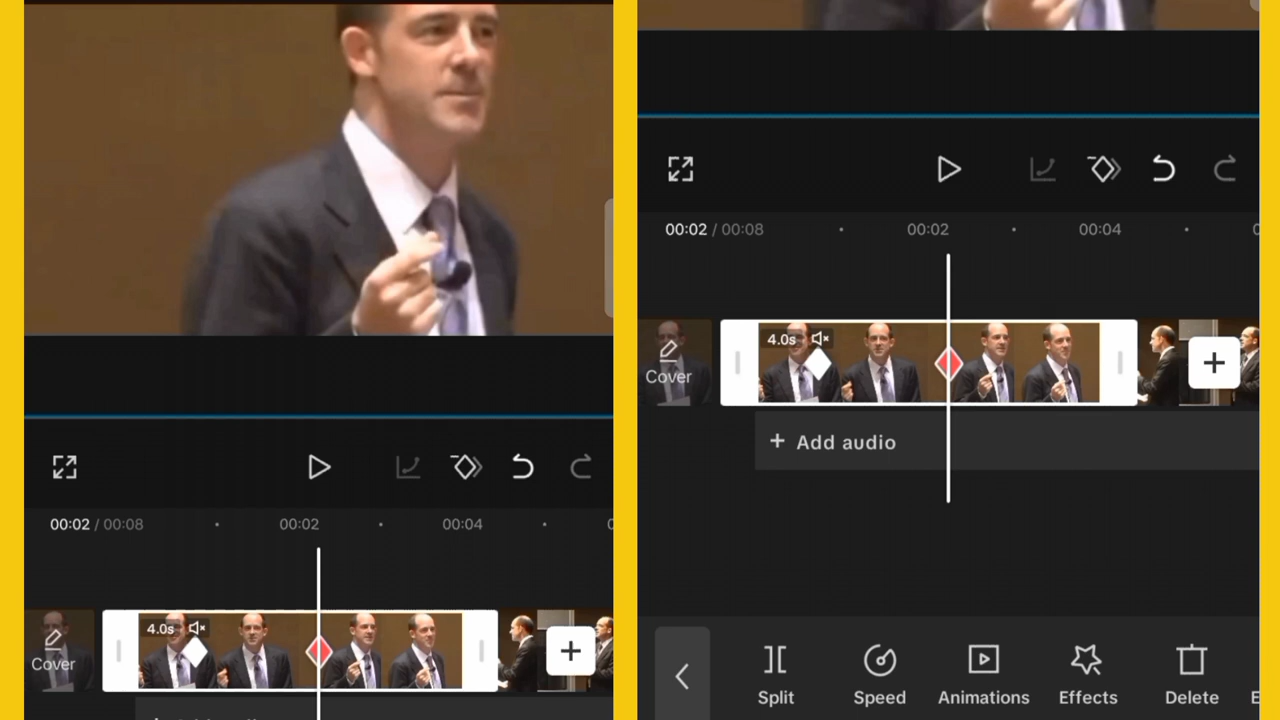 00:02 / 00:08
00:02
00:04
4.0s
Cover
00:02 / 00:08
00:02
00:04
4.0s
Cover
+ Add audio
Split
Speed
Animations
Effects
Delete